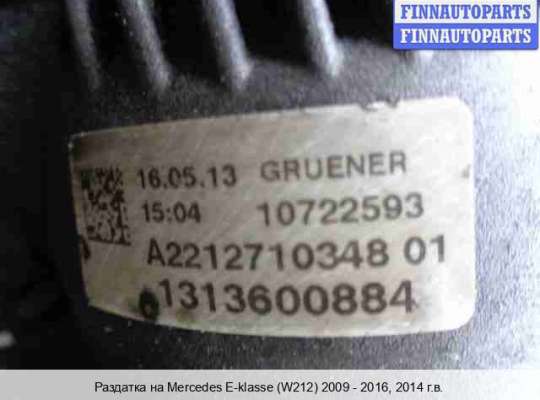 FINNAUTOPARTS
FINNAUTOPARTS
16.05.13 GRUENER
15:04 10722593
A2212710348 01
1313600884
Раздатка на Mercedes E-klasse (W212) 2009 - 2016, 2014 г.в.